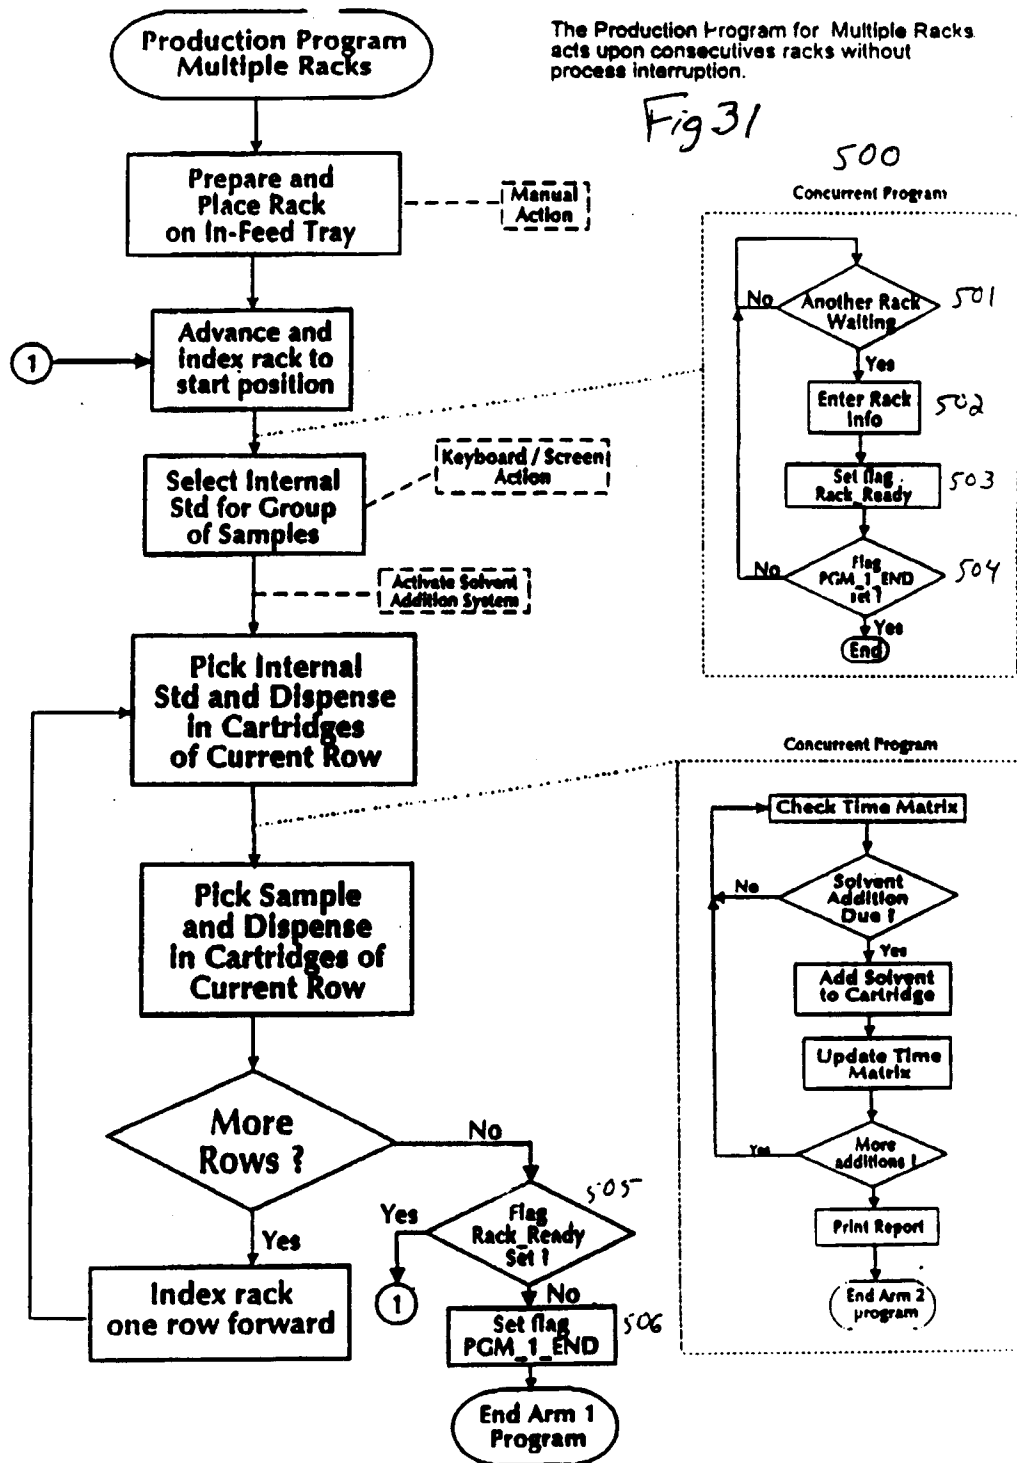 Production Program
Multiple Racks
The Production Program for Multiple Racks
acts upon consecutives racks without
process interruption.
Fig 31
500
Prepare and
Place Rack
on In-Feed Tray
Manual
Action
1
Advance and
index rack to
start position
Select Internal
Std for Group
of Samples
Keyboard / Screen
Action
Activate Solvent
Addition System
Pick Internal
Std and Dispense
in Cartridges
of Current Row
Pick Sample
and Dispense
in Cartridges of
Current Row
More
Rows ?
No
Yes
Index rack
one row forward
505
Flag
Rack_Ready
Set ?
Yes
1
No
Set flag
PGM_1_END
506
End Arm 1
Program
Concurrent Program
Another Rack
Waiting
501
No
Yes
Enter Rack
Info
502
Set flag
Rack_Ready
503
Flag
PGM_1_END
set ?
504
No
Yes
End
Concurrent Program
Check Time Matrix
Solvent
Addition
Due ?
No
Yes
Add Solvent
to Cartridge
Update Time
Matrix
More
additions ?
Yes
Print Report
End Arm 2
program